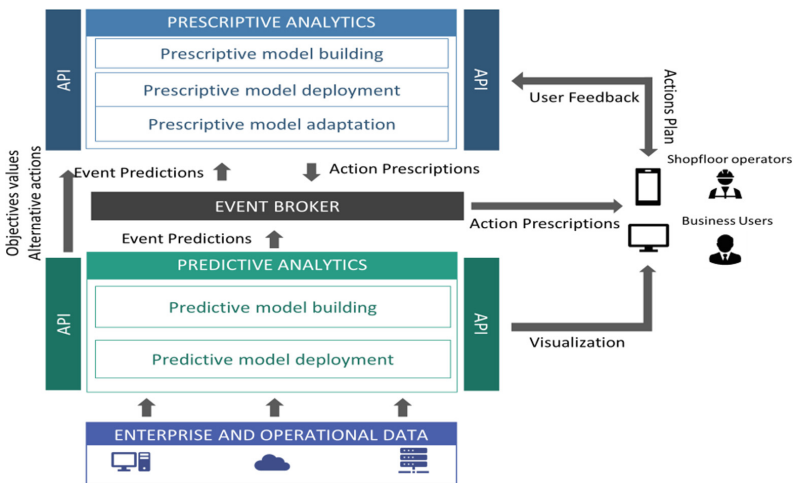 PRESCRIPTIVE ANALYTICS
API
Prescriptive model building
Prescriptive model deployment
Prescriptive model adaptation
API
User Feedback
Actions Plan
Objectives values
Alternative actions
Event Predictions
Action Prescriptions
Shopfloor operators
EVENT BROKER
Action Prescriptions
Business Users
Event Predictions
PREDICTIVE ANALYTICS
API
Predictive model building
Predictive model deployment
API
Visualization
ENTERPRISE AND OPERATIONAL DATA